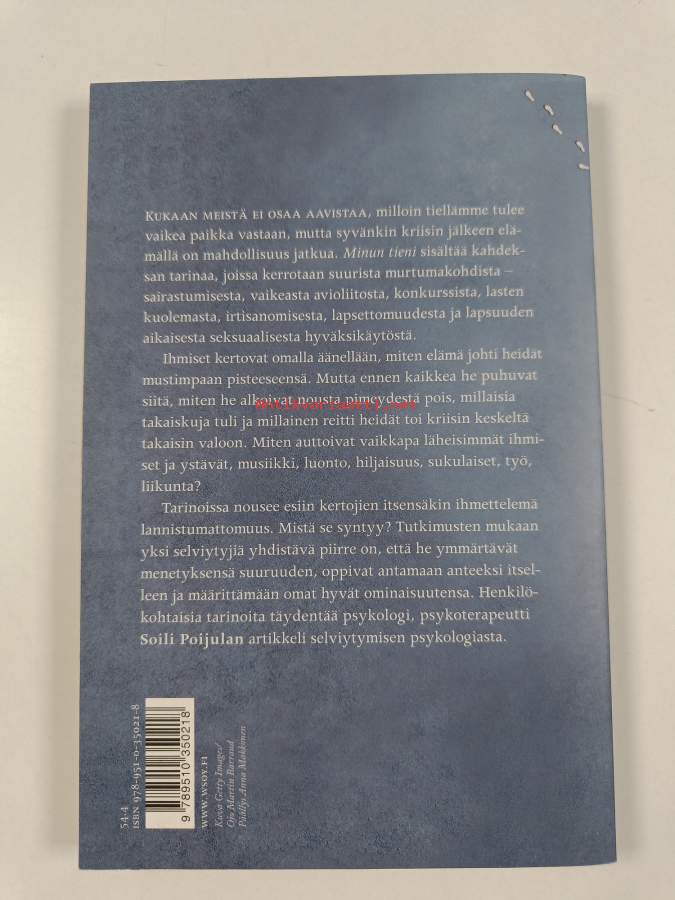 KUKAAN MEISTÄ EI OSAA AAVISTAA, milloin tiellämme tulee
vaikea paikka vastaan, mutta syvänkin kriisin jälkeen elä-
mällä on mahdollisuus jatkua. Minun tieni sisältää kahdek-
san tarinaa, joissa kerrotaan suurista murtumakohdista –
sairastumisesta, vaikeasta avioliitosta, konkurssista, lasten
kuolemasta, irtisanomisesta, lapsettomuudesta ja lapsuuden
aikaisesta seksuaalisesta hyväksikäytöstä.
Ihmiset kertovat omalla äänellään, miten elämä johti heidät
mustimpaan pisteeseensä. Mutta ennen kaikkea he puhuvat
siitä, miten he alkoivat nousta pimeydestä pois, millaisia
takaiskuja tuli ja millainen reitti heidät toi kriisin keskeltä
takaisin valoon. Miten auttoivat vaikkapa läheisimmät ihmi-
set ja ystävät, musiikki, luonto, hiljaisuus, sukulaiset, työ,
liikunta?
Tarinoissa nousee esiin kertojien itsensäkin ihmettelemä
lannistumattomuus. Mistä se syntyy? Tutkimusten mukaan
yksi selviytyjiä yhdistävä piirre on, että he ymmärtävät
menetyksensä suuruuden, oppivat antamaan anteeksi itsel-
leen ja määrittämään omat hyvät ominaisuutensa. Henkilö-
kohtaisia tarinoita täydentää psykologi, psykoterapeutti
Soili Poijulan artikkeli selviytymisen psykologiasta.
54.4
ISBN 978-951-0-35021-8
9 789510 350218
WWW.WSOY.FI
Kuva Getty Images/
Ojo Martin Barraud
Päällys Anna Makkonen